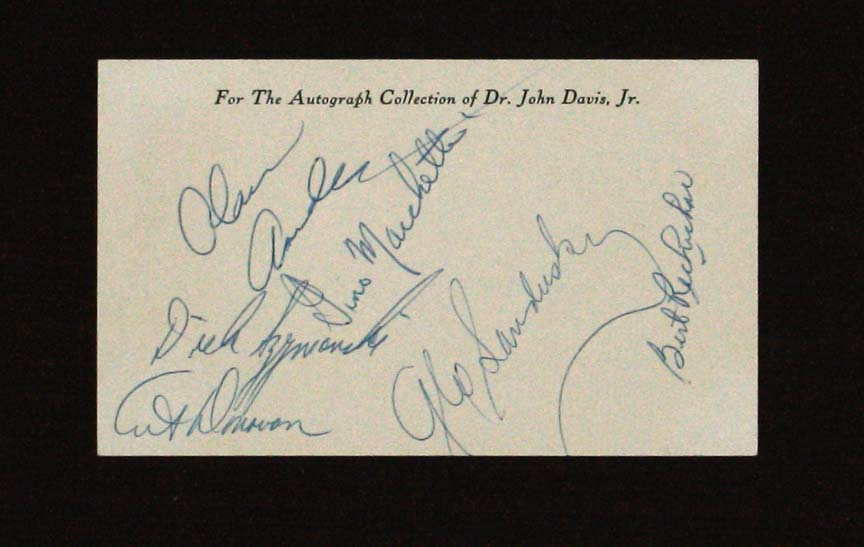 For The Autograph Collection of Dr. John Davis, Jr.
Alan
Ameche
Gino Marchetti
Dick Szymanski
Art Donovan
Alex Sandusky
Bert Rechichar